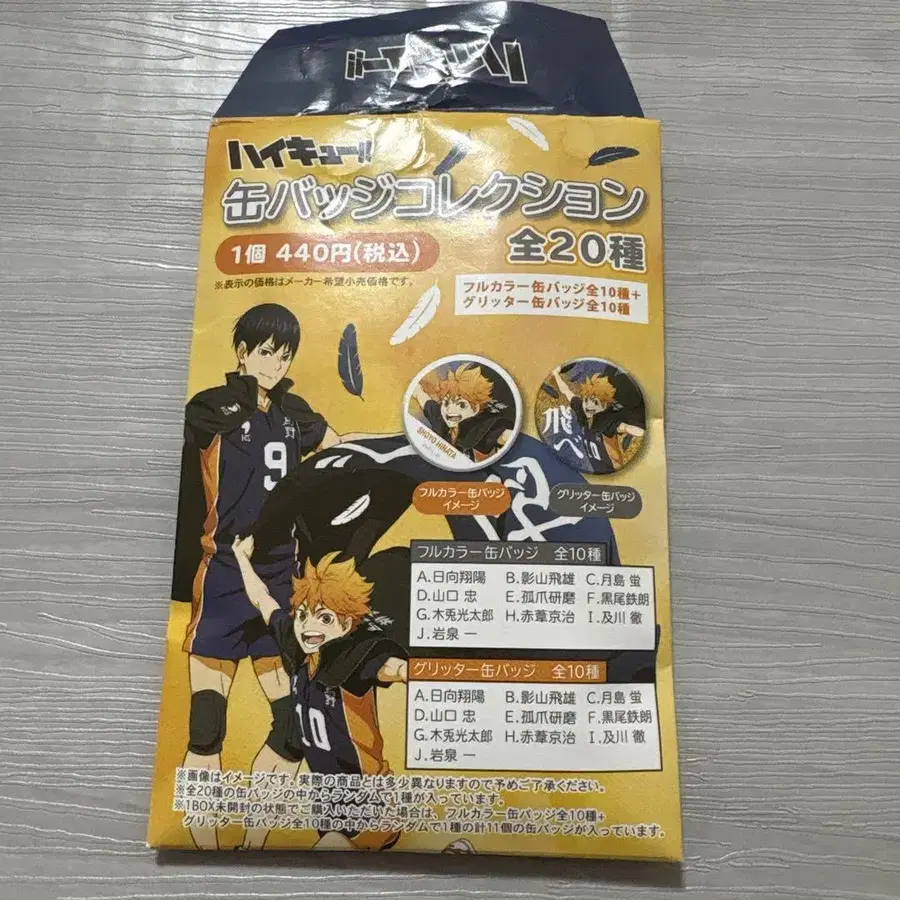 ハイキュー!!
ハイキュー!!
缶バッジコレクション
1個 440円(税込)
全20種
※表示の価格はメーカー希望小売価格です。
フルカラー缶バッジ全10種+
グリッター缶バッジ全10種
9
SHOYO HINATA
飛べ
10
フルカラー缶バッジ
イメージ
グリッター缶バッジ
イメージ
フルカラー缶バッジ 全10種
A.日向翔陽 B.影山飛雄 C.月島 蛍
D.山口 忠 E.孤爪研磨 F.黒尾鉄朗
G.木兎光太郎 H.赤葦京治 I.及川 徹
J.岩泉 一
グリッター缶バッジ 全10種
A.日向翔陽 B.影山飛雄 C.月島 蛍
D.山口 忠 E.孤爪研磨 F.黒尾鉄朗
G.木兎光太郎 H.赤葦京治 I.及川 徹
J.岩泉 一
10
※画像はイメージです。実際の商品とは多少異なりますので予めご了承ください。
※全20種の缶バッジの中からランダムで1種が入っています。
※1BOX未開封の状態でご購入いただいた場合は、フルカラー缶バッジ全10種+
グリッター缶バッジ全10種の中からランダムで1種の計11個の缶バッジが入っています。